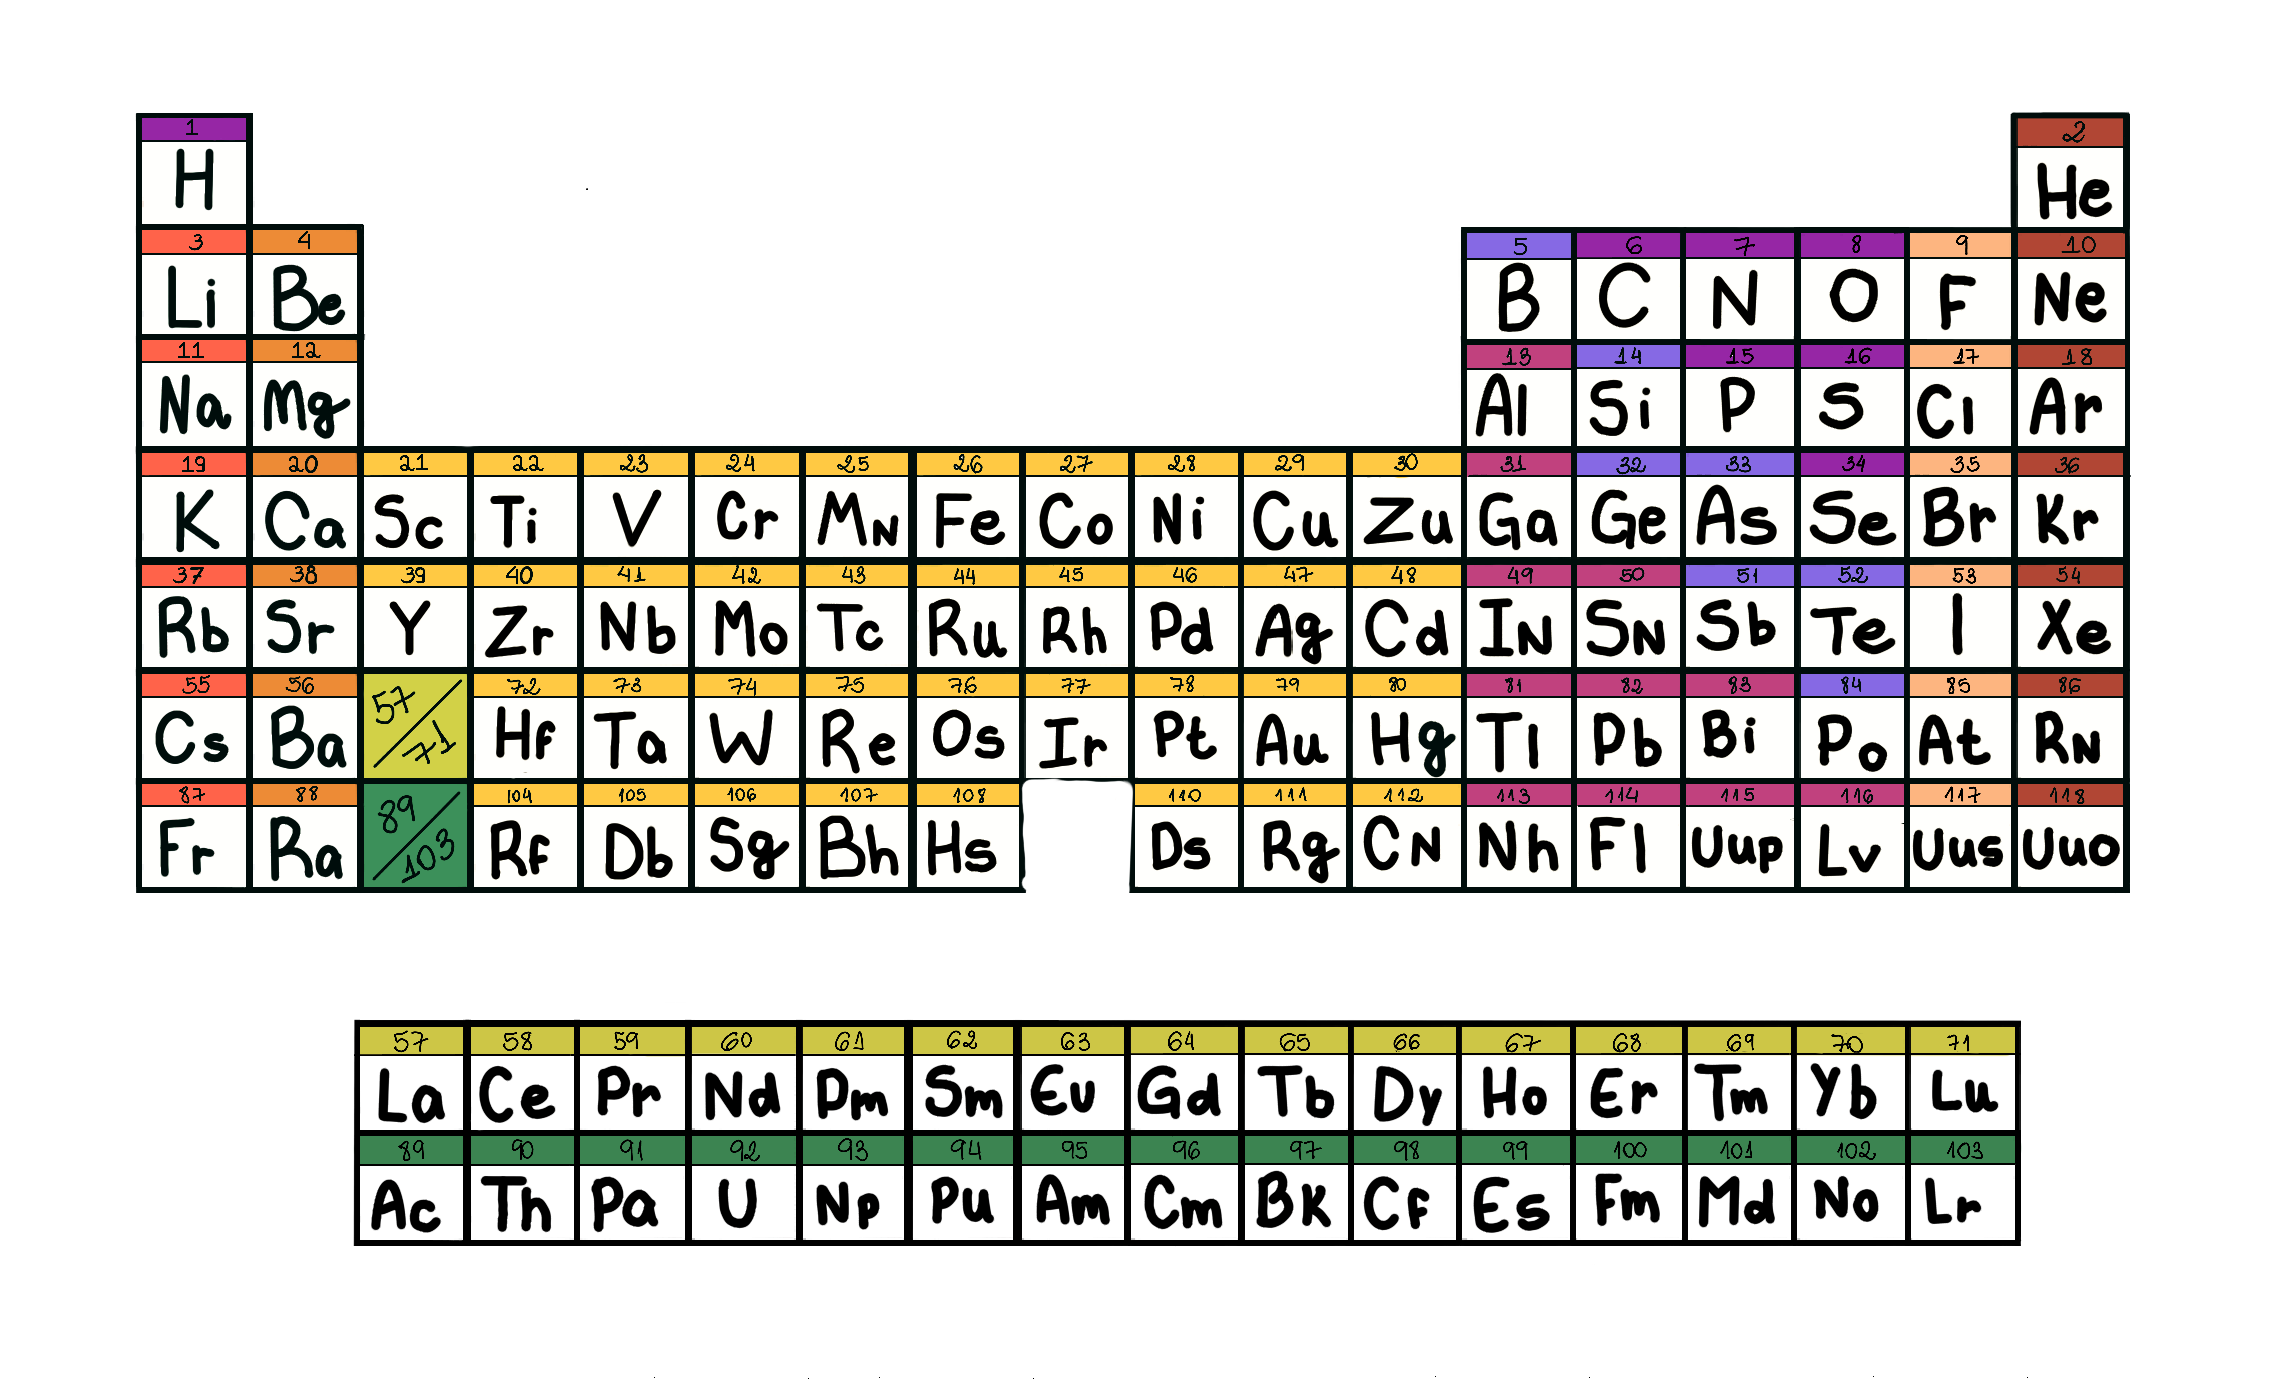 1 2
H He
3 4 5 6 7 8 9 10
Li Be B C N O F Ne
11 12 13 14 15 16 17 18
Na Mg Al Si P S Cl Ar
19 20 21 22 23 24 25 26 27 28 29 30 31 32 33 34 35 36
K Ca Sc Ti V Cr MN Fe Co Ni Cu Zu Ga Ge As Se Br Kr
37 38 39 40 41 42 43 44 45 46 47 48 49 50 51 52 53 54
Rb Sr Y Zr Nb Mo Tc Ru Rh Pd Ag Cd IN SN Sb Te I Xe
55 56 57/71 72 73 74 75 76 77 78 79 80 81 82 83 84 85 86
Cs Ba Hf Ta W Re Os Ir Pt Au Hg Tl Pb Bi Po At RN
87 88 89/103 104 105 106 107 108 110 111 112 113 114 115 116 117 118
Fr Ra Rf Db Sg Bh Hs Ds Rg CN Nh Fl Uup Lv Uus Uuo
57 58 59 60 61 62 63 64 65 66 67 68 69 70 71
La Ce Pr Nd Pm Sm Eu Gd Tb Dy Ho Er Tm Yb Lu
89 90 91 92 93 94 95 96 97 98 99 100 101 102 103
Ac Th Pa U Np Pu Am Cm BK Cf Es Fm Md No Lr